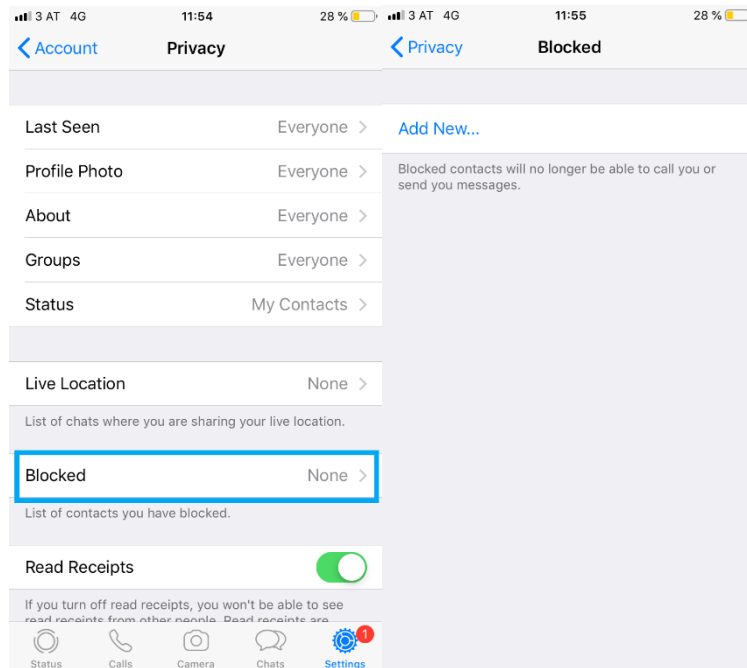 3 AT 4G 11:54 28 %
Account Privacy
Last Seen Everyone
Profile Photo Everyone
About Everyone
Groups Everyone
Status My Contacts
Live Location None
List of chats where you are sharing your live location.
Blocked None
List of contacts you have blocked.
Read Receipts
If you turn off read receipts, you won't be able to see
read receipts from other people. Read receipts are
Status Calls Camera Chats Settings 1
3 AT 4G 11:55 28 %
Privacy Blocked
Add New...
Blocked contacts will no longer be able to call you or
send you messages.